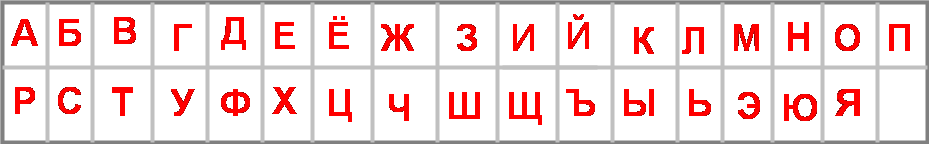 А Б В Г Д Е Ё Ж З И Й К Л М Н О П
Р С Т У Ф Х Ц Ч Ш Щ Ъ Ы Ь Э Ю Я